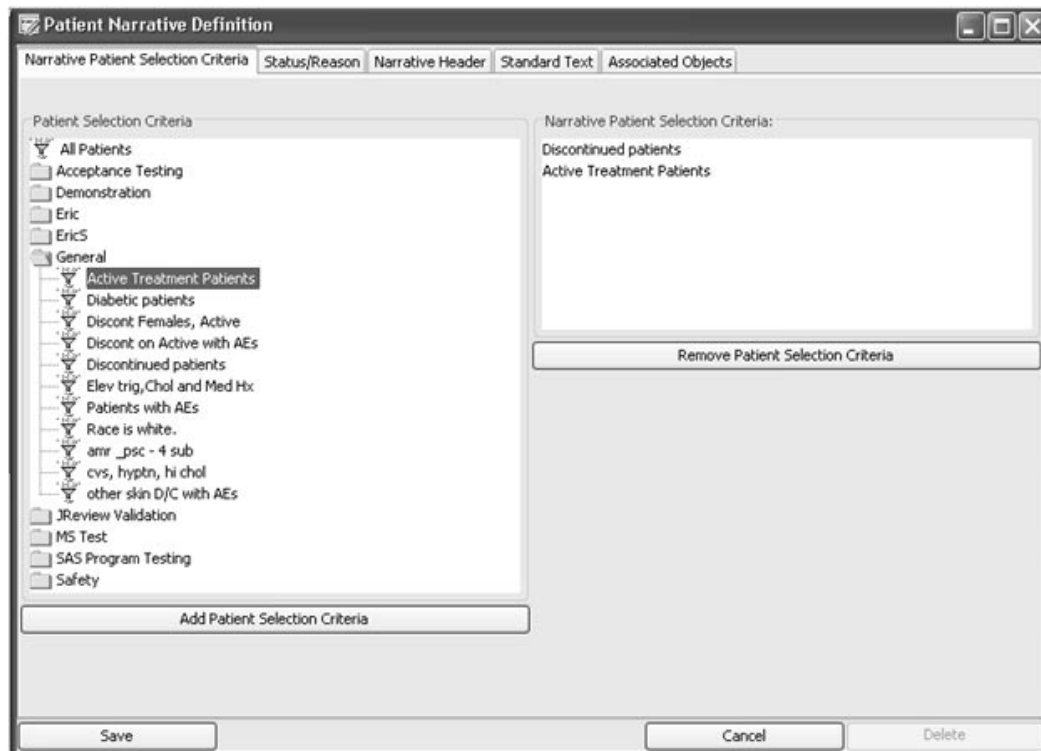 Patient Narrative Definition
Narrative Patient Selection Criteria Status/Reason Narrative Header Standard Text Associated Objects
Patient Selection Criteria
All Patients
Acceptance Testing
Demonstration
Eric
EricS
General
Active Treatment Patients
Diabetic patients
Discont Females, Active
Discont on Active with AEs
Discontinued patients
Elev trig,Chol and Med Hx
Patients with AEs
Race is white.
amr _psc - 4 sub
cvs, hyptn, hi chol
other skin D/C with AEs
JReview Validation
MS Test
SAS Program Testing
Safety
Add Patient Selection Criteria
Narrative Patient Selection Criteria:
Discontinued patients
Active Treatment Patients
Remove Patient Selection Criteria
Save Cancel Delete